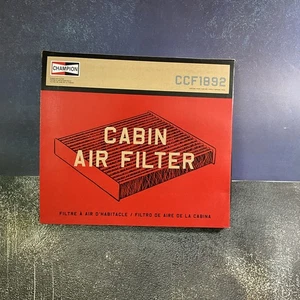 CHAMPION
CCF1892
CABIN
AIR FILTER
FILTRE À AIR D'HABITACLE / FILTRO DE AIRE DE LA CABINA